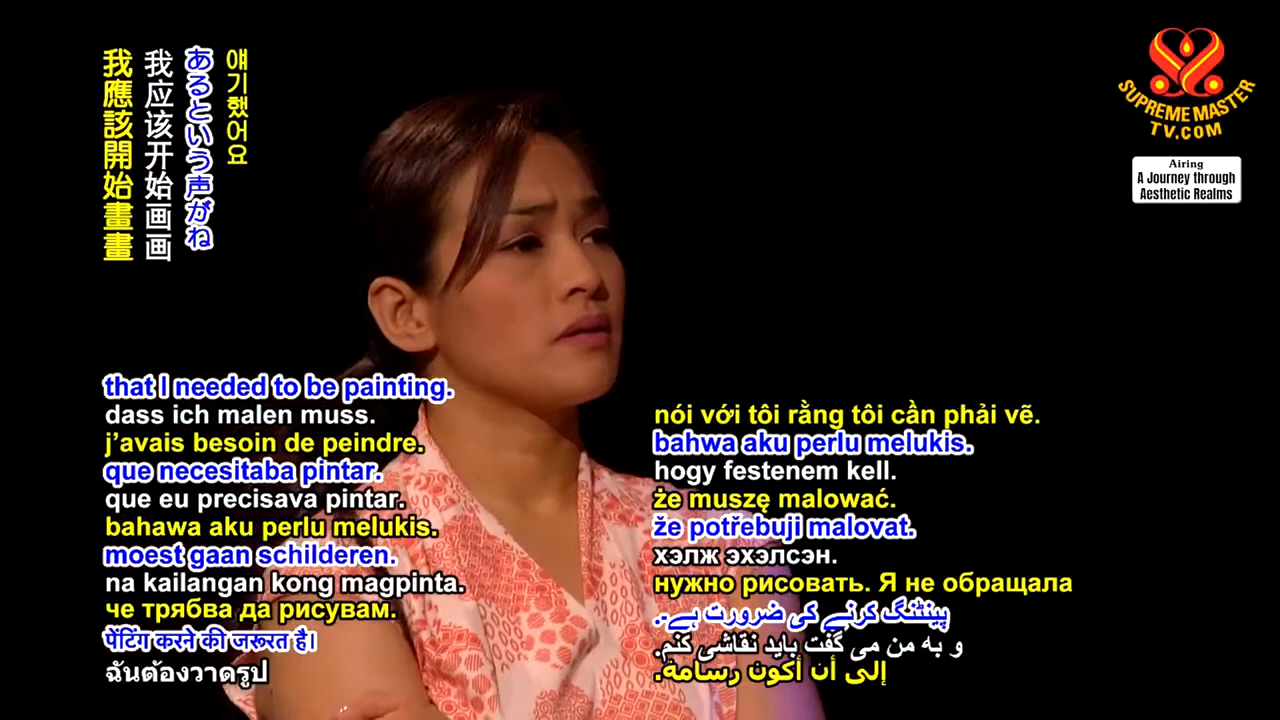 我應該開始畫畫
我应该开始画画
あるという声がね
얘기했어요
SUPREME MASTER
TV.COM
Airing
A Journey through
Aesthetic Realms
that I needed to be painting.
dass ich malen muss.
j’avais besoin de peindre.
que necesitaba pintar.
que eu precisava pintar.
bahawa aku perlu melukis.
moest gaan schilderen.
na kailangan kong magpinta.
че трябва да рисувам.
पेंटिंग करने की जरूरत है।
ฉันต้องวาดรูป
nói với tôi rằng tôi cần phải vẽ.
bahwa aku perlu melukis.
hogy festenem kell.
że muszę malować.
že potřebuji malovat.
хэлж эхэлсэн.
нужно рисовать. Я не обращала
پینٹنگ کرنے کی ضرورت ہے۔.
و به من می گفت باید نقاشی کنم.
إلى أن أكون رسامة.